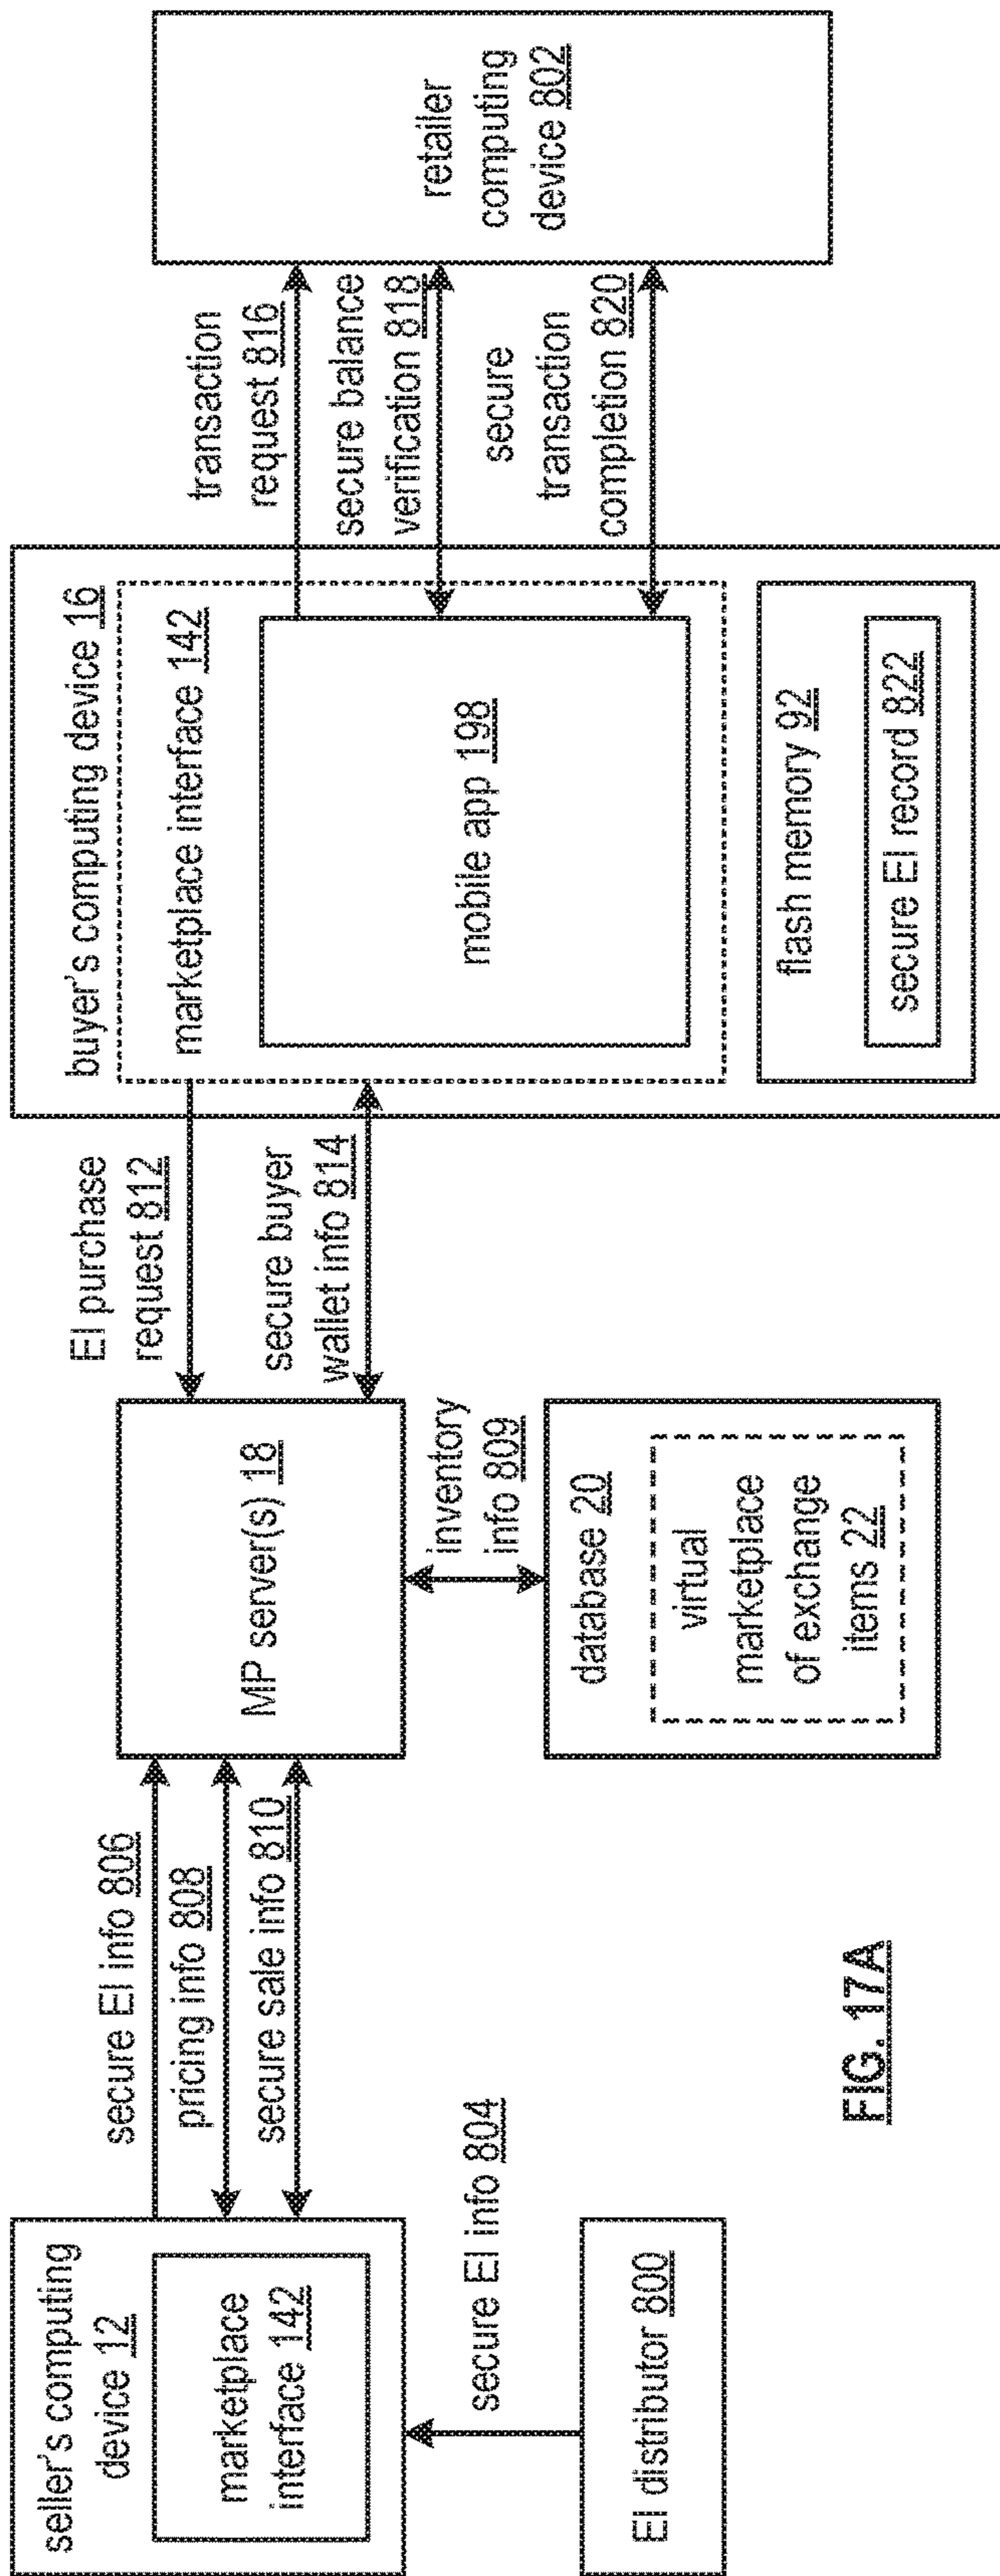 seller's computing
device 12
marketplace
interface 142
secure EI info 804
EI distributor 800
secure EI info 806
pricing info 808
secure sale info 810
MP server(s) 18
inventory
info 809
database 20
virtual
marketplace
of exchange
items 22
EI purchase
request 812
secure buyer
wallet info 814
buyer's computing device 16
marketplace interface 142
mobile app 198
flash memory 92
secure EI record 822
transaction
request 816
secure balance
verification 818
secure
transaction
completion 820
retailer
computing
device 802
FIG. 17A